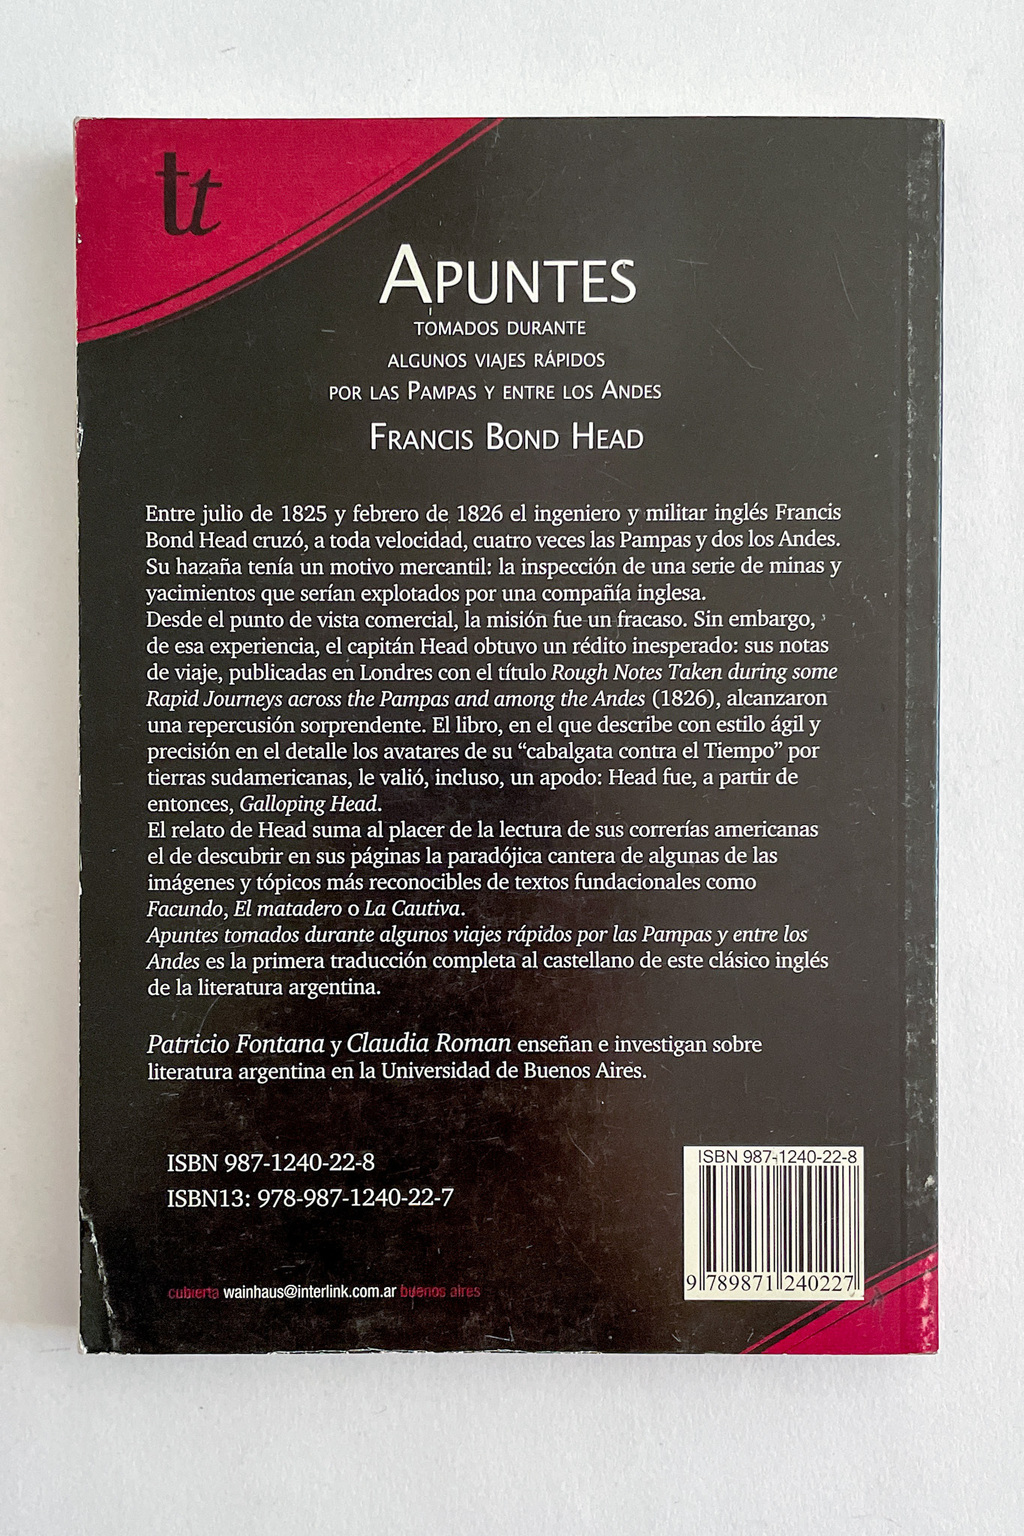 tt
APUNTES
TOMADOS DURANTE
ALGUNOS VIAJES RÁPIDOS
POR LAS PAMPAS Y ENTRE LOS ANDES
FRANCIS BOND HEAD
Entre julio de 1825 y febrero de 1826 el ingeniero y militar inglés Francis
Bond Head cruzó, a toda velocidad, cuatro veces las Pampas y dos los Andes.
Su hazaña tenía un motivo mercantil: la inspección de una serie de minas y
yacimientos que serían explotados por una compañía inglesa.
Desde el punto de vista comercial, la misión fue un fracaso. Sin embargo,
de esa experiencia, el capitán Head obtuvo un rédito inesperado: sus notas
de viaje, publicadas en Londres con el título Rough Notes Taken during some
Rapid Journeys across the Pampas and among the Andes (1826), alcanzaron
una repercusión sorprendente. El libro, en el que describe con estilo ágil y
precisión en el detalle los avatares de su “cabalgata contra el Tiempo” por
tierras sudamericanas, le valió, incluso, un apodo: Head fue, a partir de
entonces, Galloping Head.
El relato de Head suma al placer de la lectura de sus correrías americanas
el de descubrir en sus páginas la paradójica cantera de algunas de las
imágenes y tópicos más reconocibles de textos fundacionales como
Facundo, El matadero o La Cautiva.
Apuntes tomados durante algunos viajes rápidos por las Pampas y entre los
Andes es la primera traducción completa al castellano de este clásico inglés
de la literatura argentina.
Patricio Fontana y Claudia Roman enseñan e investigan sobre
literatura argentina en la Universidad de Buenos Aires.
ISBN 987-1240-22-8
ISBN13: 978-987-1240-22-7
ISBN 987-1240-22-8
9 789871 240227
cubierta wainhaus@interlink.com.ar buenos aires